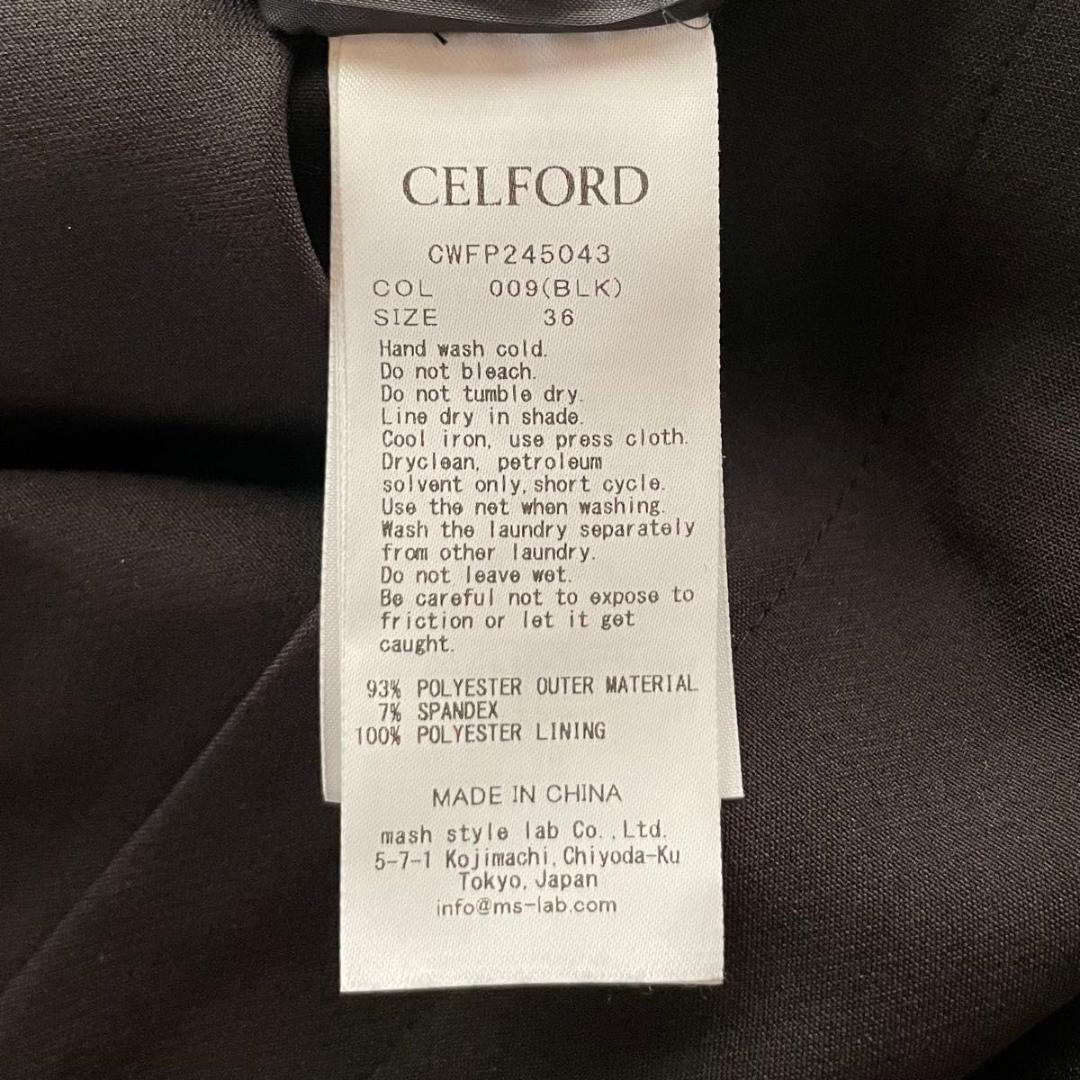 CELFORD
CWFP245043
COL 009(BLK)
SIZE 36
Hand wash cold.
Do not bleach.
Do not tumble dry.
Line dry in shade.
Cool iron, use press cloth.
Dryclean, petroleum
solvent only, short cycle.
Use the net when washing.
Wash the laundry separately
from other laundry.
Do not leave wet.
Be careful not to expose to
friction or let it get
caught.
93% POLYESTER OUTER MATERIAL
7% SPANDEX
100% POLYESTER LINING
MADE IN CHINA
mash style lab Co.,Ltd.
5-7-1 Kojimachi, Chiyoda-Ku
Tokyo, Japan
info@ms-lab.com